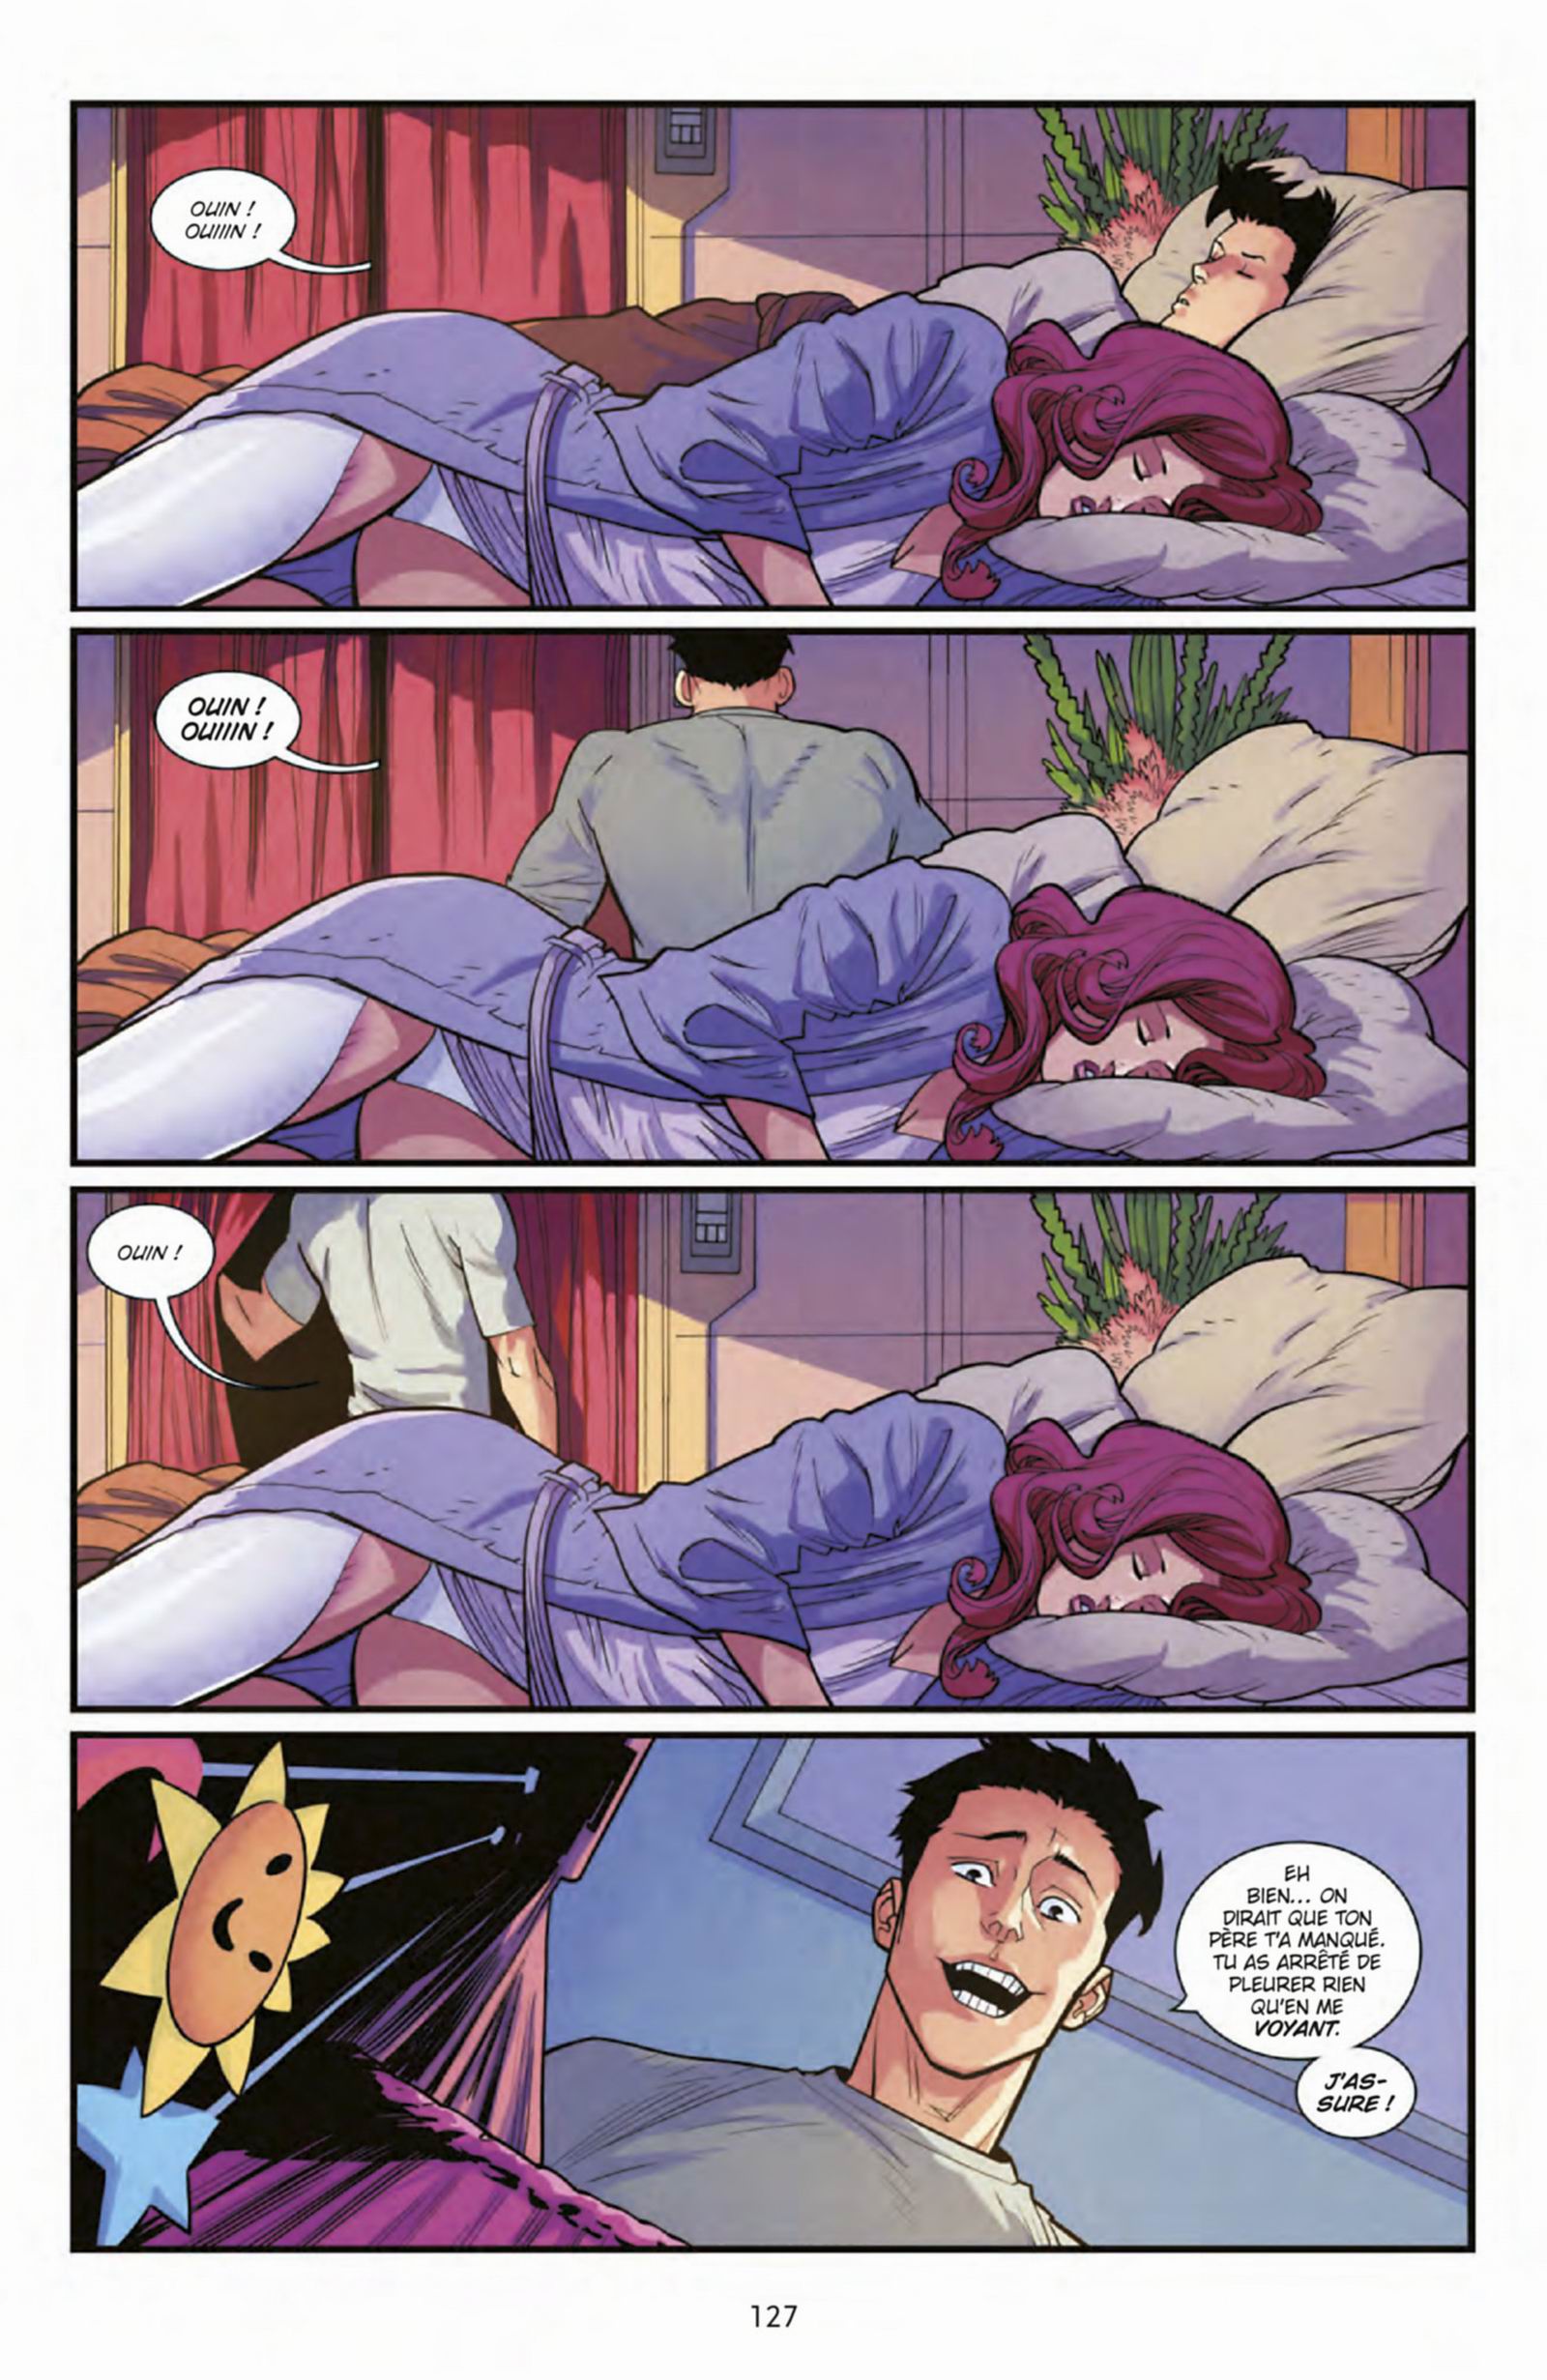 OUIN !
OUIIIN !
OUIN !
OUIIIN !
OUIN !
EH
BIEN... ON
DIRAIT QUE TON
PÈRE T'A MANQUÉ.
TU AS ARRÊTÉ DE
PLEURER RIEN
QU'EN ME
VOYANT.
J'AS-
SURE !
127